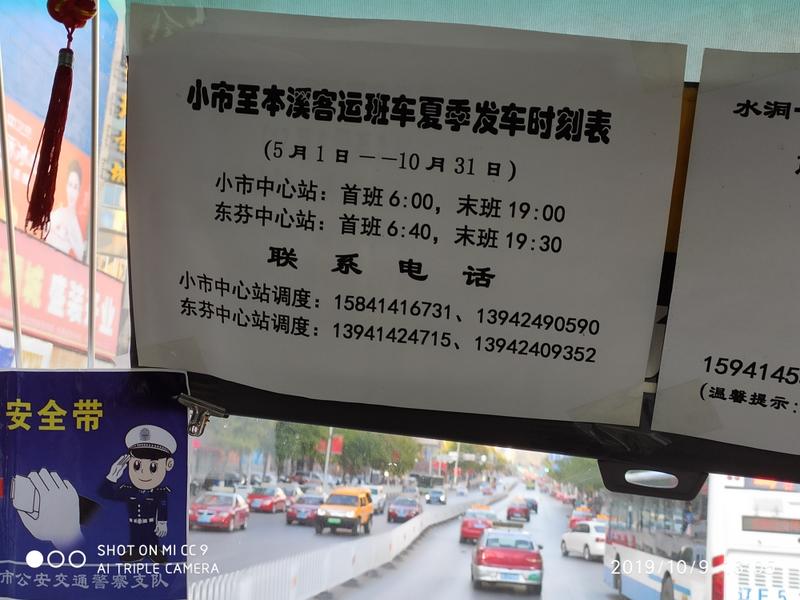 小市至本溪客运班车夏季发车时刻表
(5月1日——10月31日)
小市中心站：首班6:00，末班19:00
东芬中心站：首班6:40，末班19:30
联系电话
小市中心站调度：15841416731、13942490590
东芬中心站调度：13941424715、13942409352
水洞
1594145
(温馨提示：
安全带
市公安交通警察支队
SHOT ON MI CC 9
AI TRIPLE CAMERA
2019/10/9